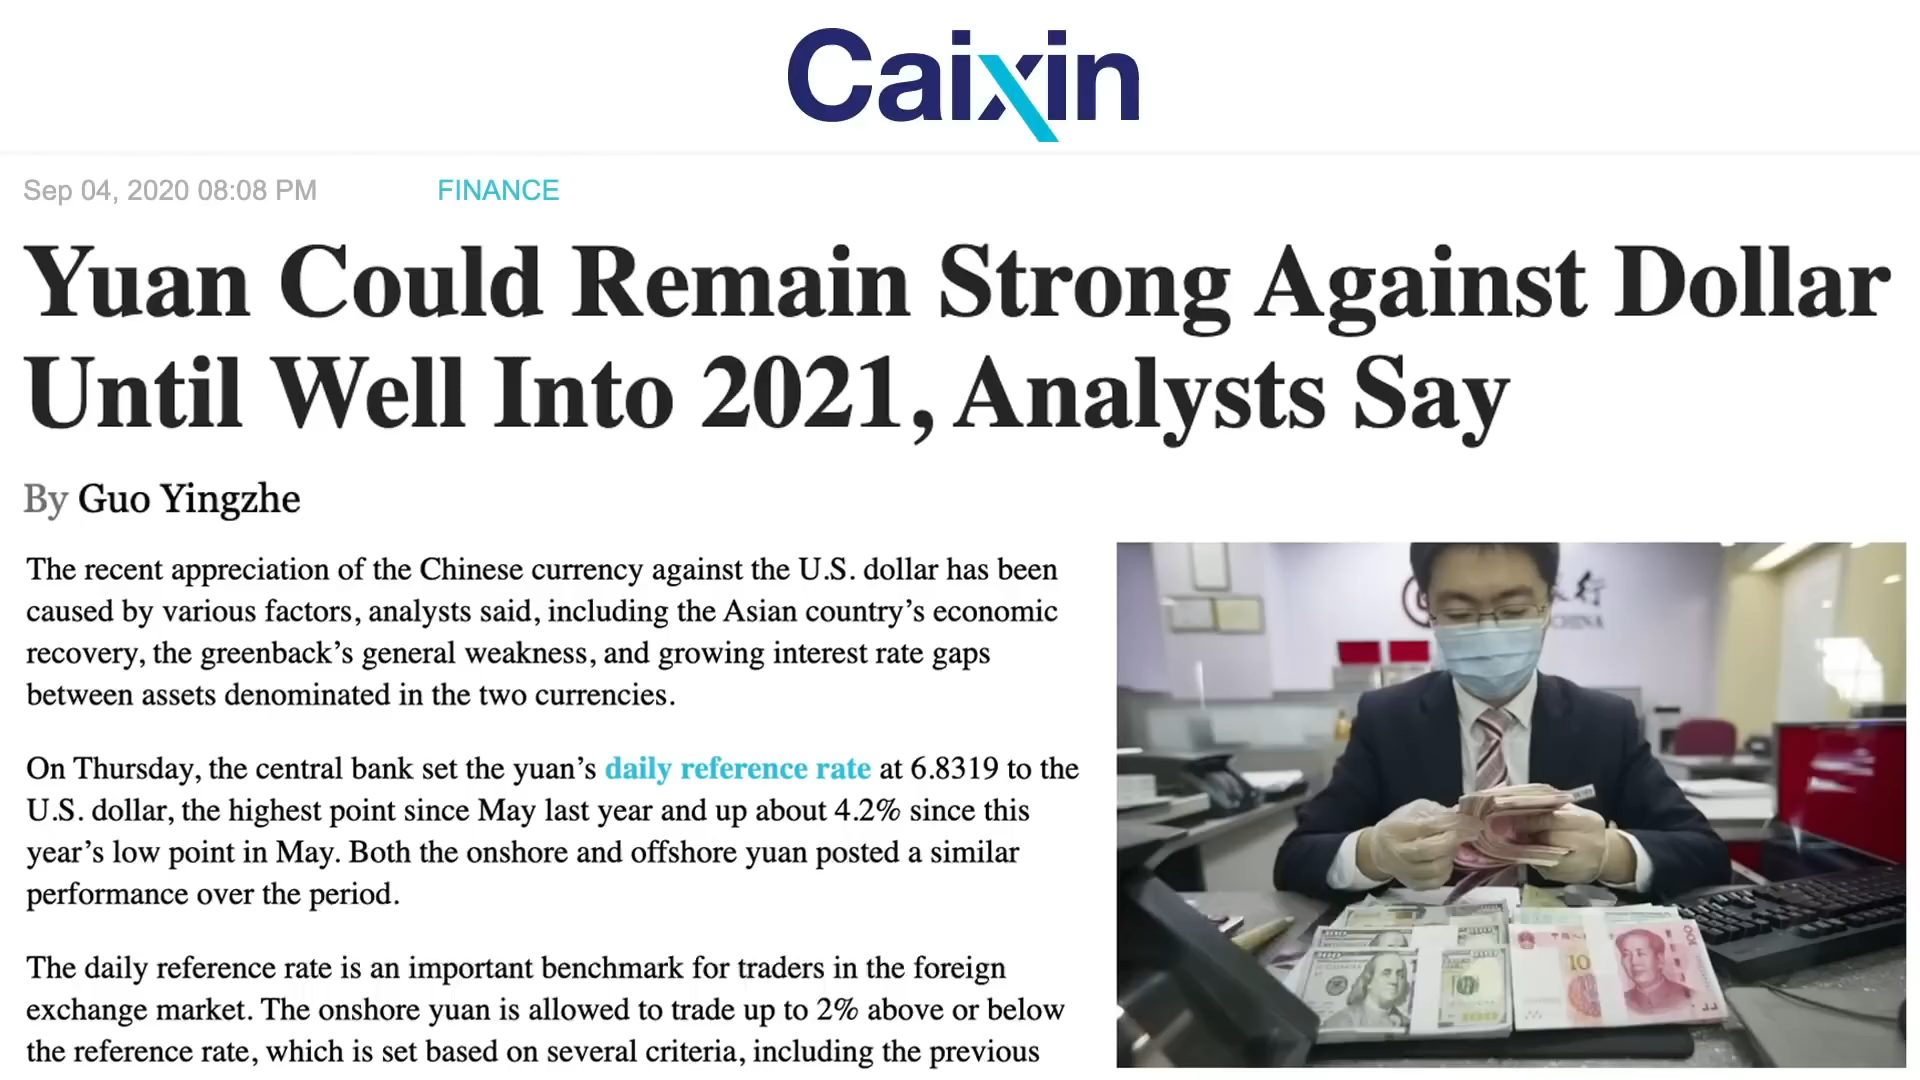 Caixin
Sep 04, 2020 08:08 PM FINANCE
Yuan Could Remain Strong Against Dollar
Until Well Into 2021, Analysts Say
By Guo Yingzhe
The recent appreciation of the Chinese currency against the U.S. dollar has been
caused by various factors, analysts said, including the Asian country’s economic
recovery, the greenback’s general weakness, and growing interest rate gaps
between assets denominated in the two currencies.
On Thursday, the central bank set the yuan’s daily reference rate at 6.8319 to the
U.S. dollar, the highest point since May last year and up about 4.2% since this
year’s low point in May. Both the onshore and offshore yuan posted a similar
performance over the period.
The daily reference rate is an important benchmark for traders in the foreign
exchange market. The onshore yuan is allowed to trade up to 2% above or below
the reference rate, which is set based on several criteria, including the previous
行
CHINA
100
100
100